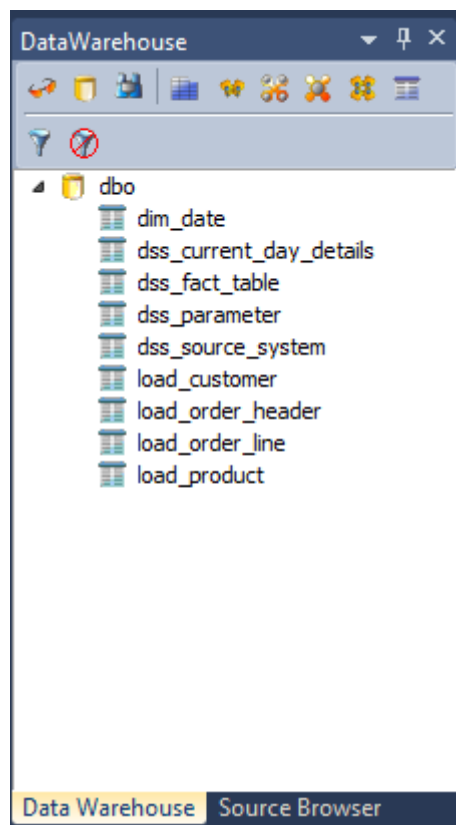 DataWarehouse
dbo
dim_date
dss_current_day_details
dss_fact_table
dss_parameter
dss_source_system
load_customer
load_order_header
load_order_line
load_product
Data Warehouse Source Browser